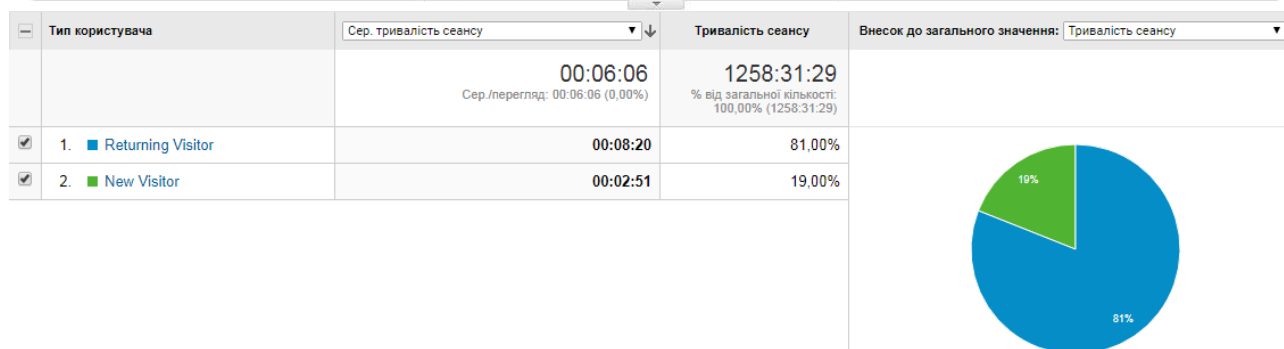 Тип користувача
Сер. тривалість сеансу
Тривалість сеансу
Внесок до загального значення: Тривалість сеансу
00:06:06
Сер./перегляд: 00:06:06 (0,00%)
1258:31:29
% від загальної кількості:
100,00% (1258:31:29)
1. Returning Visitor 00:08:20 81,00%
2. New Visitor 00:02:51 19,00%
19%
81%